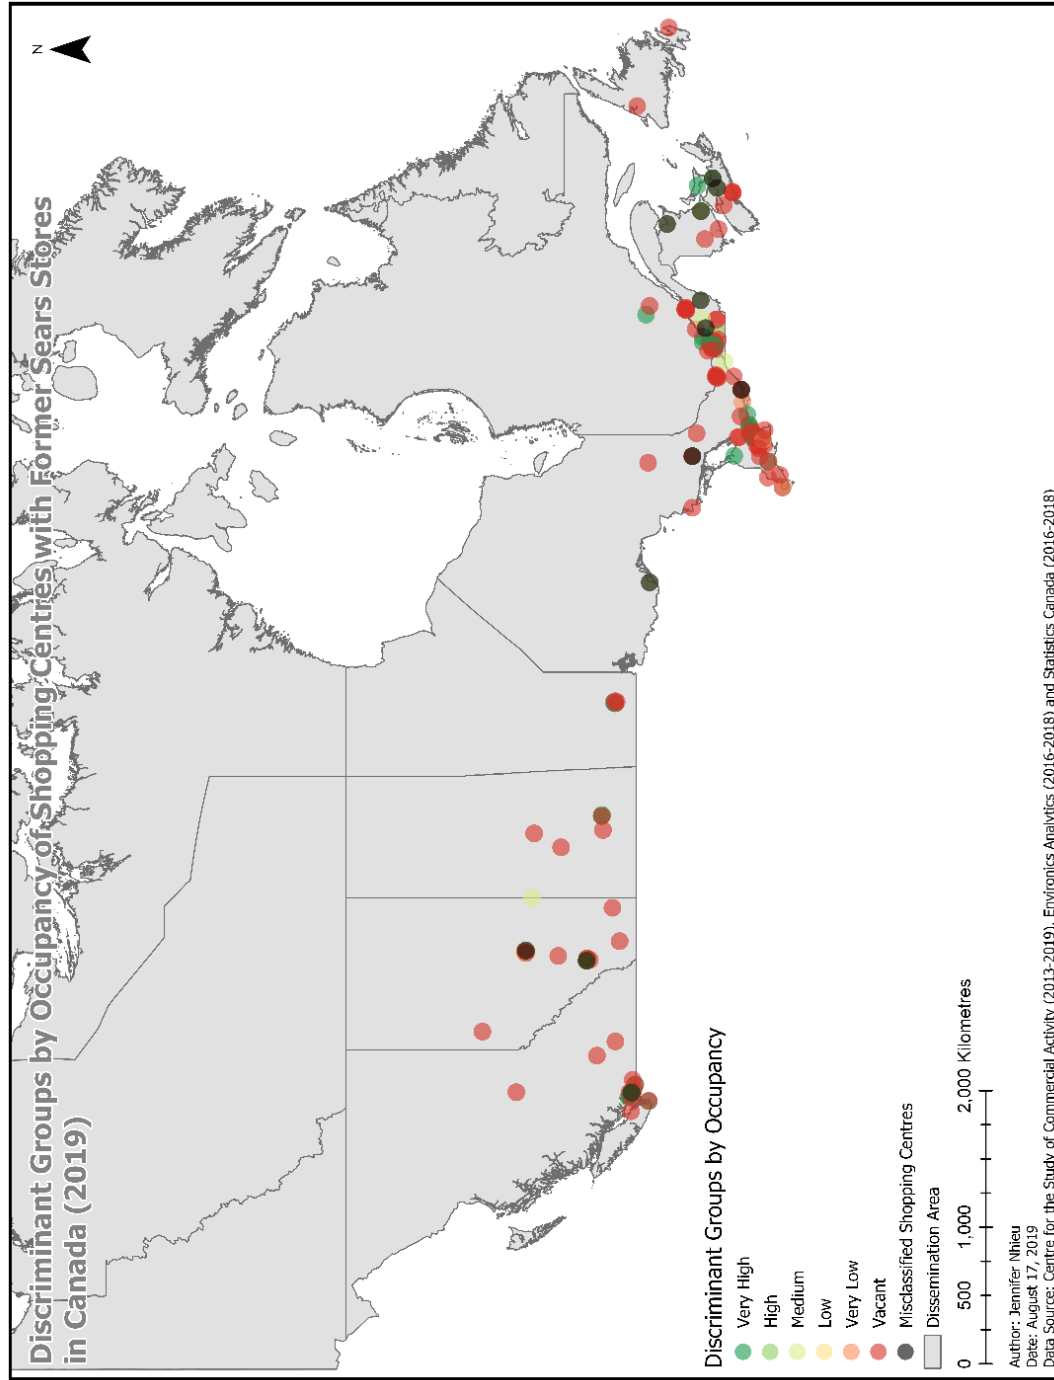 Discriminant Groups by Occupancy of Shopping Centres with Former Sears Stores
in Canada (2019)
N
Discriminant Groups by Occupancy
Very High
High
Medium
Low
Very Low
Vacant
Misclassified Shopping Centres
Dissemination Area
0 500 1,000 2,000 Kilometres
Author: Jennifer Nhieu
Date: August 17, 2019
Data Source: Centre for the Study of Commercial Activity (2013-2019), Environics Analytics (2016-2018) and Statistics Canada (2016-2018)